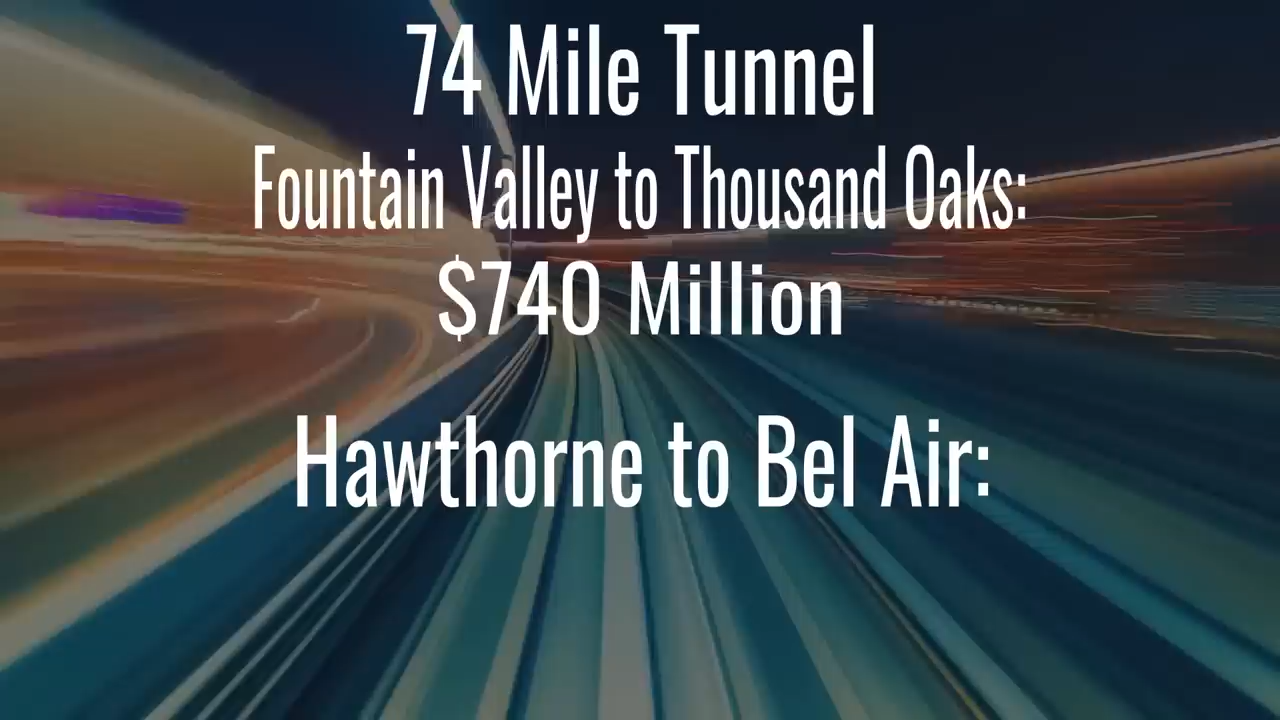 74 Mile Tunnel
Fountain Valley to Thousand Oaks:
$740 Million
Hawthorne to Bel Air: